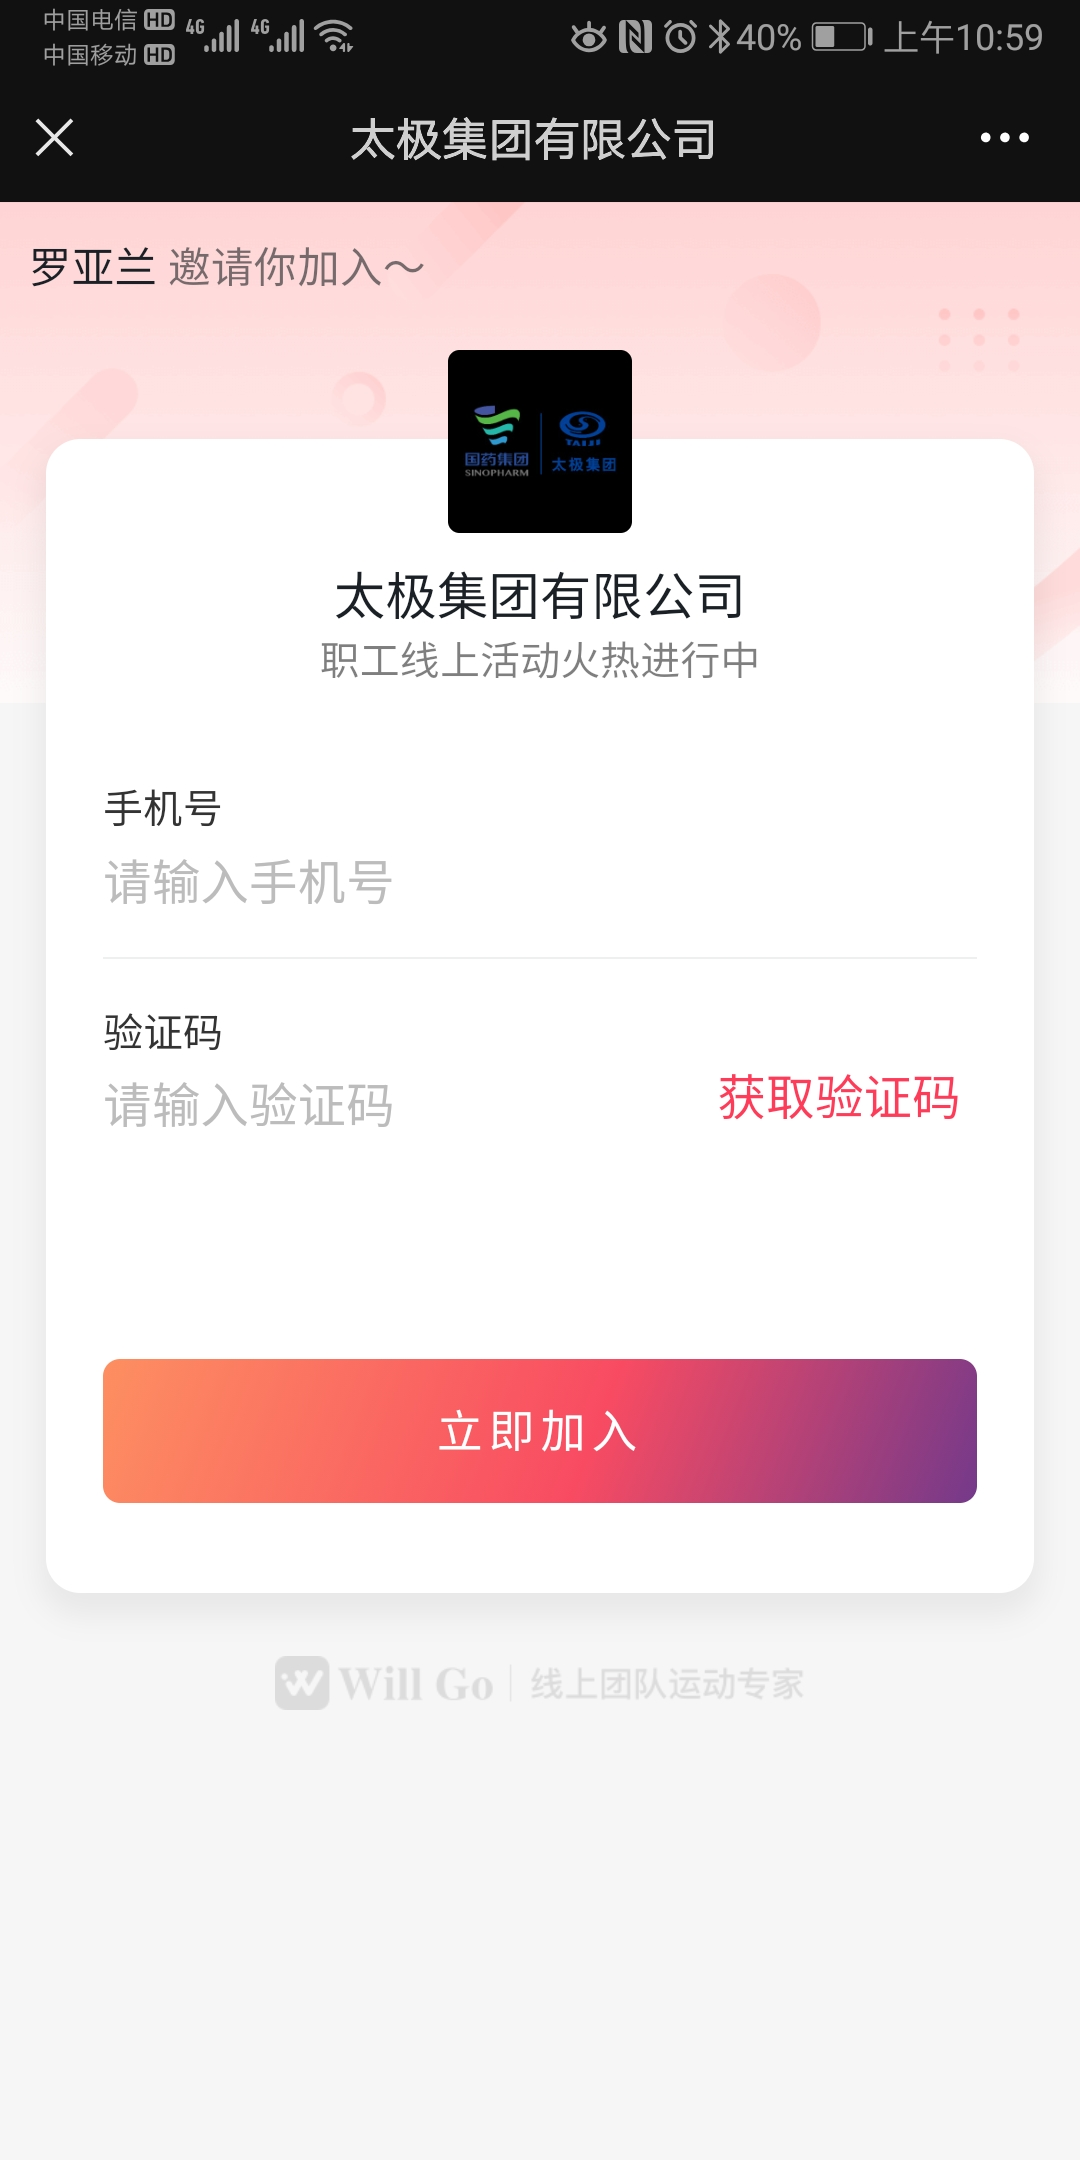 中国电信 HD 4G 4G 40% 上午10:59
中国移动 HD
太极集团有限公司
罗亚兰 邀请你加入～
国药集团
SINOPHARM
TAIJI
太极集团
太极集团有限公司
职工线上活动火热进行中
手机号
请输入手机号
验证码
请输入验证码
获取验证码
立即加入
Will Go 线上团队运动专家